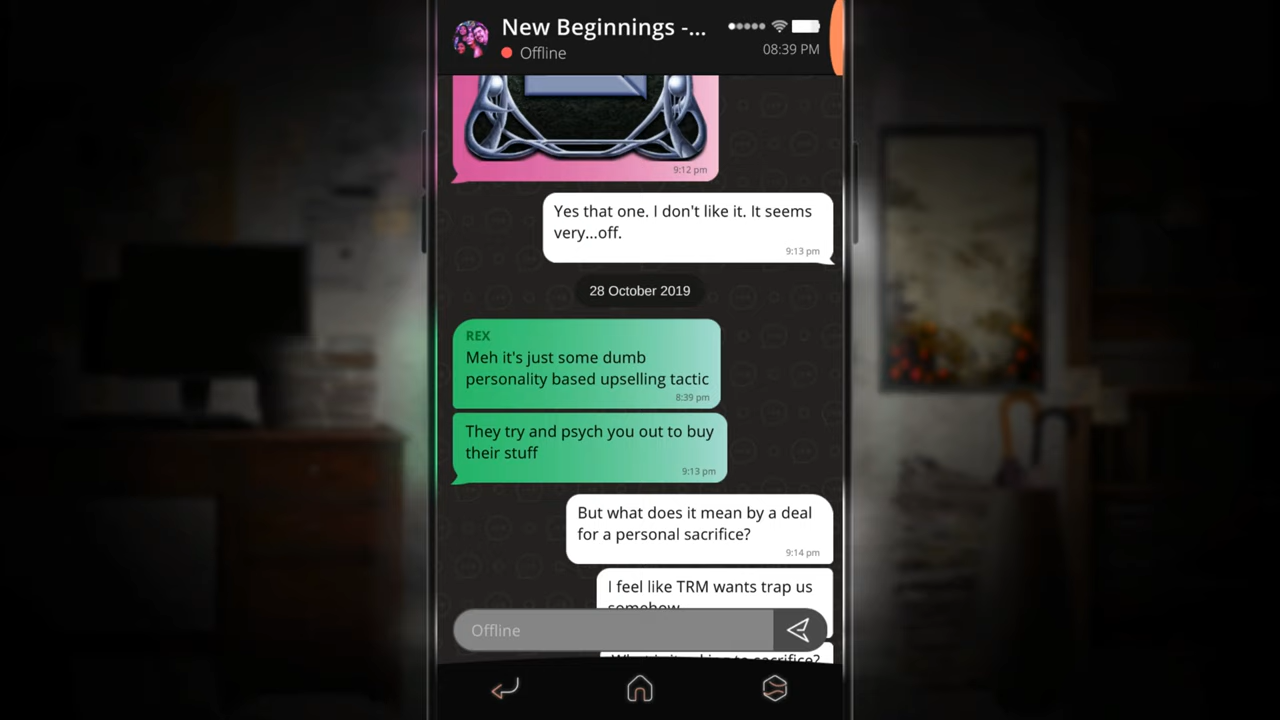 New Beginnings -...
Offline
08:39 PM
9:12 pm
Yes that one. I don't like it. It seems
very...off.
9:13 pm
28 October 2019
REX
Meh it's just some dumb
personality based upselling tactic
8:39 pm
They try and psych you out to buy
their stuff
9:13 pm
But what does it mean by a deal
for a personal sacrifice?
9:14 pm
I feel like TRM wants trap us
somehow
Offline
sacrifice?